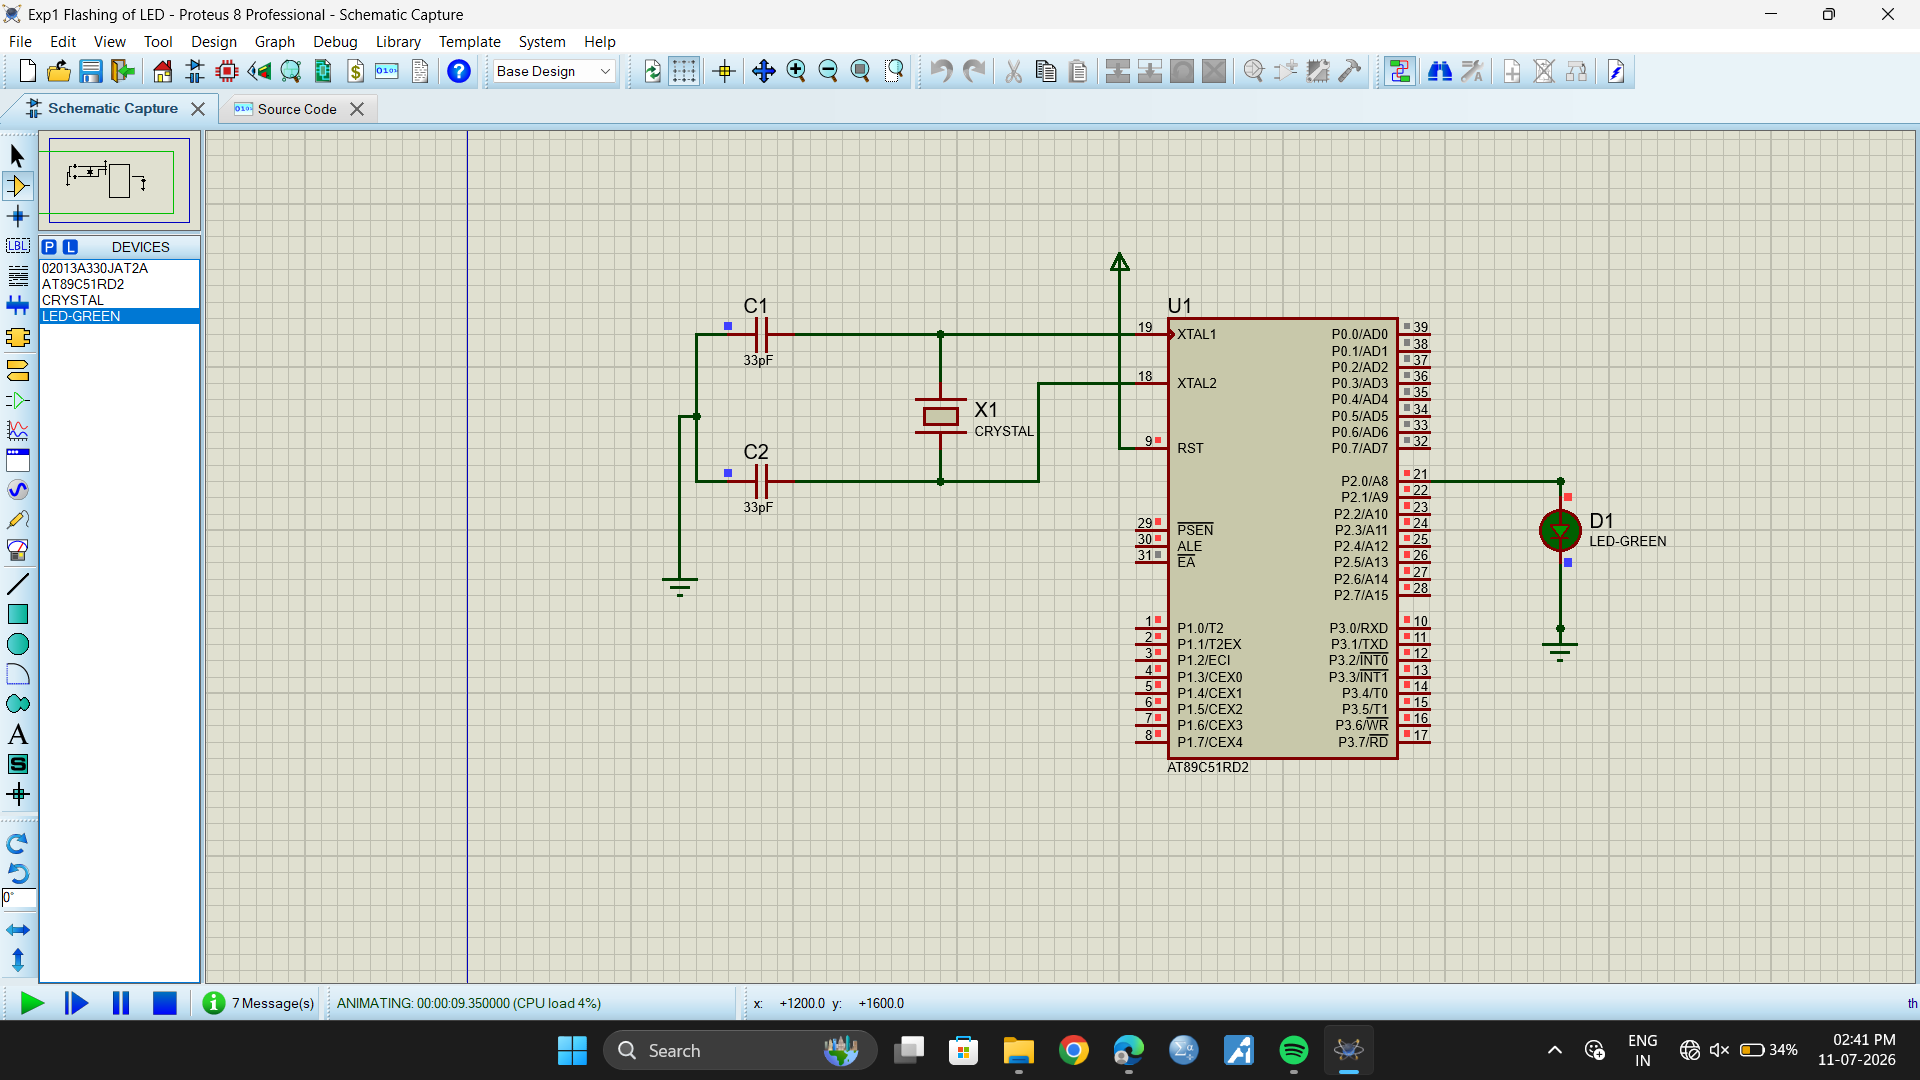 Exp1 Flashing of LED - Proteus 8 Professional - Schematic Capture
File Edit View Tool Design Graph Debug Library Template System Help
Base Design
Schematic Capture
Source Code
P L DEVICES
02013A330JAT2A
AT89C51RD2
CRYSTAL
LED-GREEN
LBL
A
S
0°
C1
33pF
C2
33pF
X1
CRYSTAL
U1
19 XTAL1
18 XTAL2
9 RST
29 PSEN
30 ALE
31 EA
1 P1.0/T2
2 P1.1/T2EX
3 P1.2/ECI
4 P1.3/CEX0
5 P1.4/CEX1
6 P1.5/CEX2
7 P1.6/CEX3
8 P1.7/CEX4
P0.0/AD0 39
P0.1/AD1 38
P0.2/AD2 37
P0.3/AD3 36
P0.4/AD4 35
P0.5/AD5 34
P0.6/AD6 33
P0.7/AD7 32
P2.0/A8 21
P2.1/A9 22
P2.2/A10 23
P2.3/A11 24
P2.4/A12 25
P2.5/A13 26
P2.6/A14 27
P2.7/A15 28
P3.0/RXD 10
P3.1/TXD 11
P3.2/INT0 12
P3.3/INT1 13
P3.4/T0 14
P3.5/T1 15
P3.6/WR 16
P3.7/RD 17
AT89C51RD2
D1
LED-GREEN
7 Message(s)
ANIMATING: 00:00:09.350000 (CPU load 4%)
x: +1200.0 y: +1600.0
th
Search
ENG
IN
34%
02:41 PM
11-07-2026